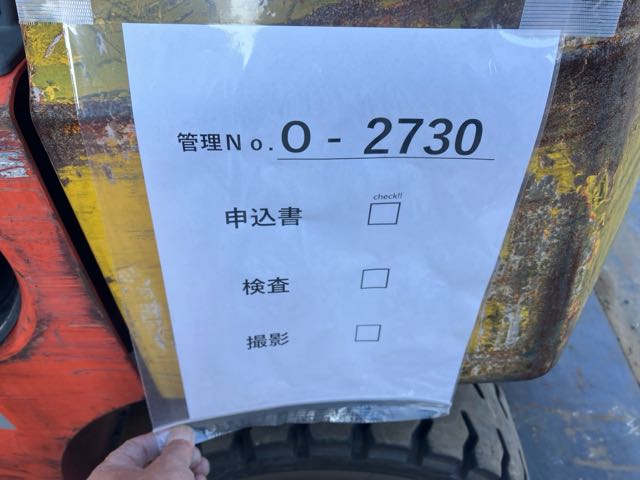 管理No. O - 2730
check!!
申込書 □
検査 □
撮影 □